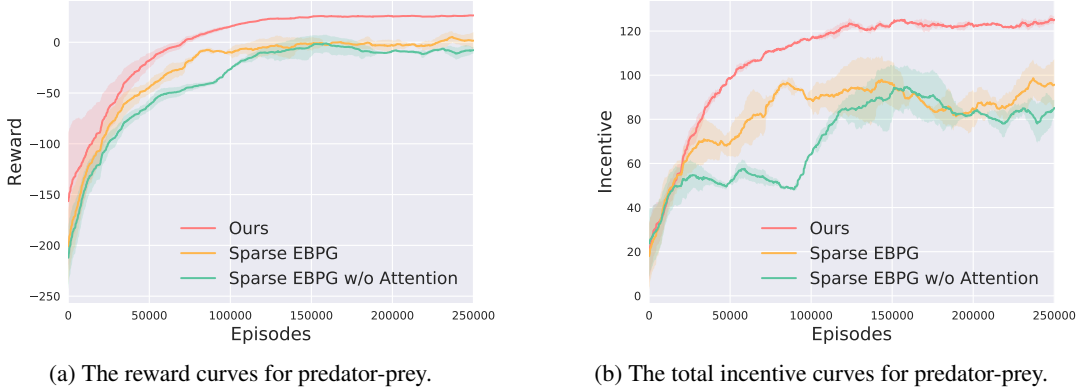 0
−50
−100
−150
−200
−250
Reward
Ours
Sparse EBPG
Sparse EBPG w/o Attention
0 50000 100000 150000 200000 250000
Episodes
(a) The reward curves for predator-prey.
120
100
80
60
40
20
0
Incentive
Ours
Sparse EBPG
Sparse EBPG w/o Attention
0 50000 100000 150000 200000 250000
Episodes
(b) The total incentive curves for predator-prey.